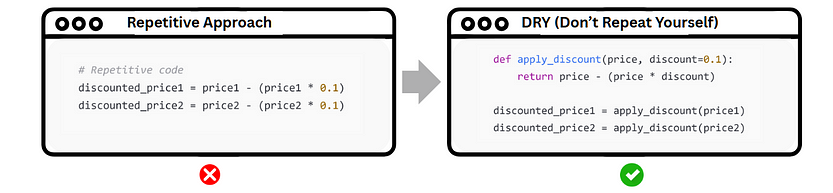 Repetitive Approach
# Repetitive code
discounted_price1 = price1 - (price1 * 0.1)
discounted_price2 = price2 - (price2 * 0.1)
DRY (Don’t Repeat Yourself)
def apply_discount(price, discount=0.1):
    return price - (price * discount)
discounted_price1 = apply_discount(price1)
discounted_price2 = apply_discount(price2)